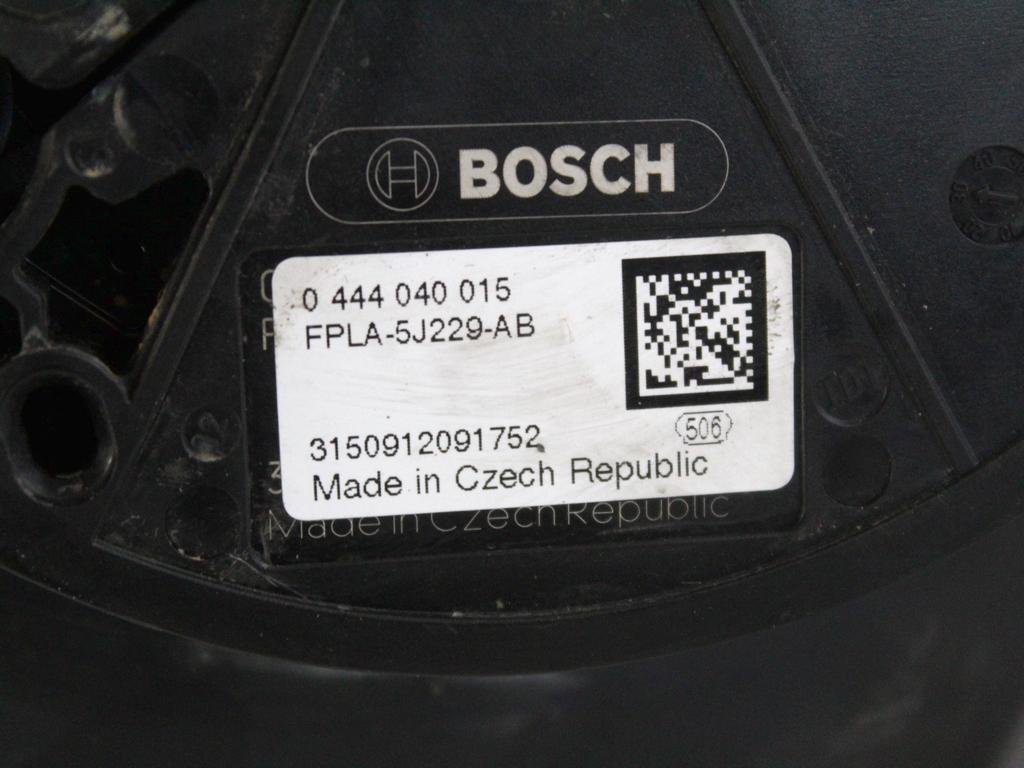 BOSCH
0 444 040 015
FPLA-5J229-AB
3150912091752
506
Made in Czech Republic
Made in Czech Republic